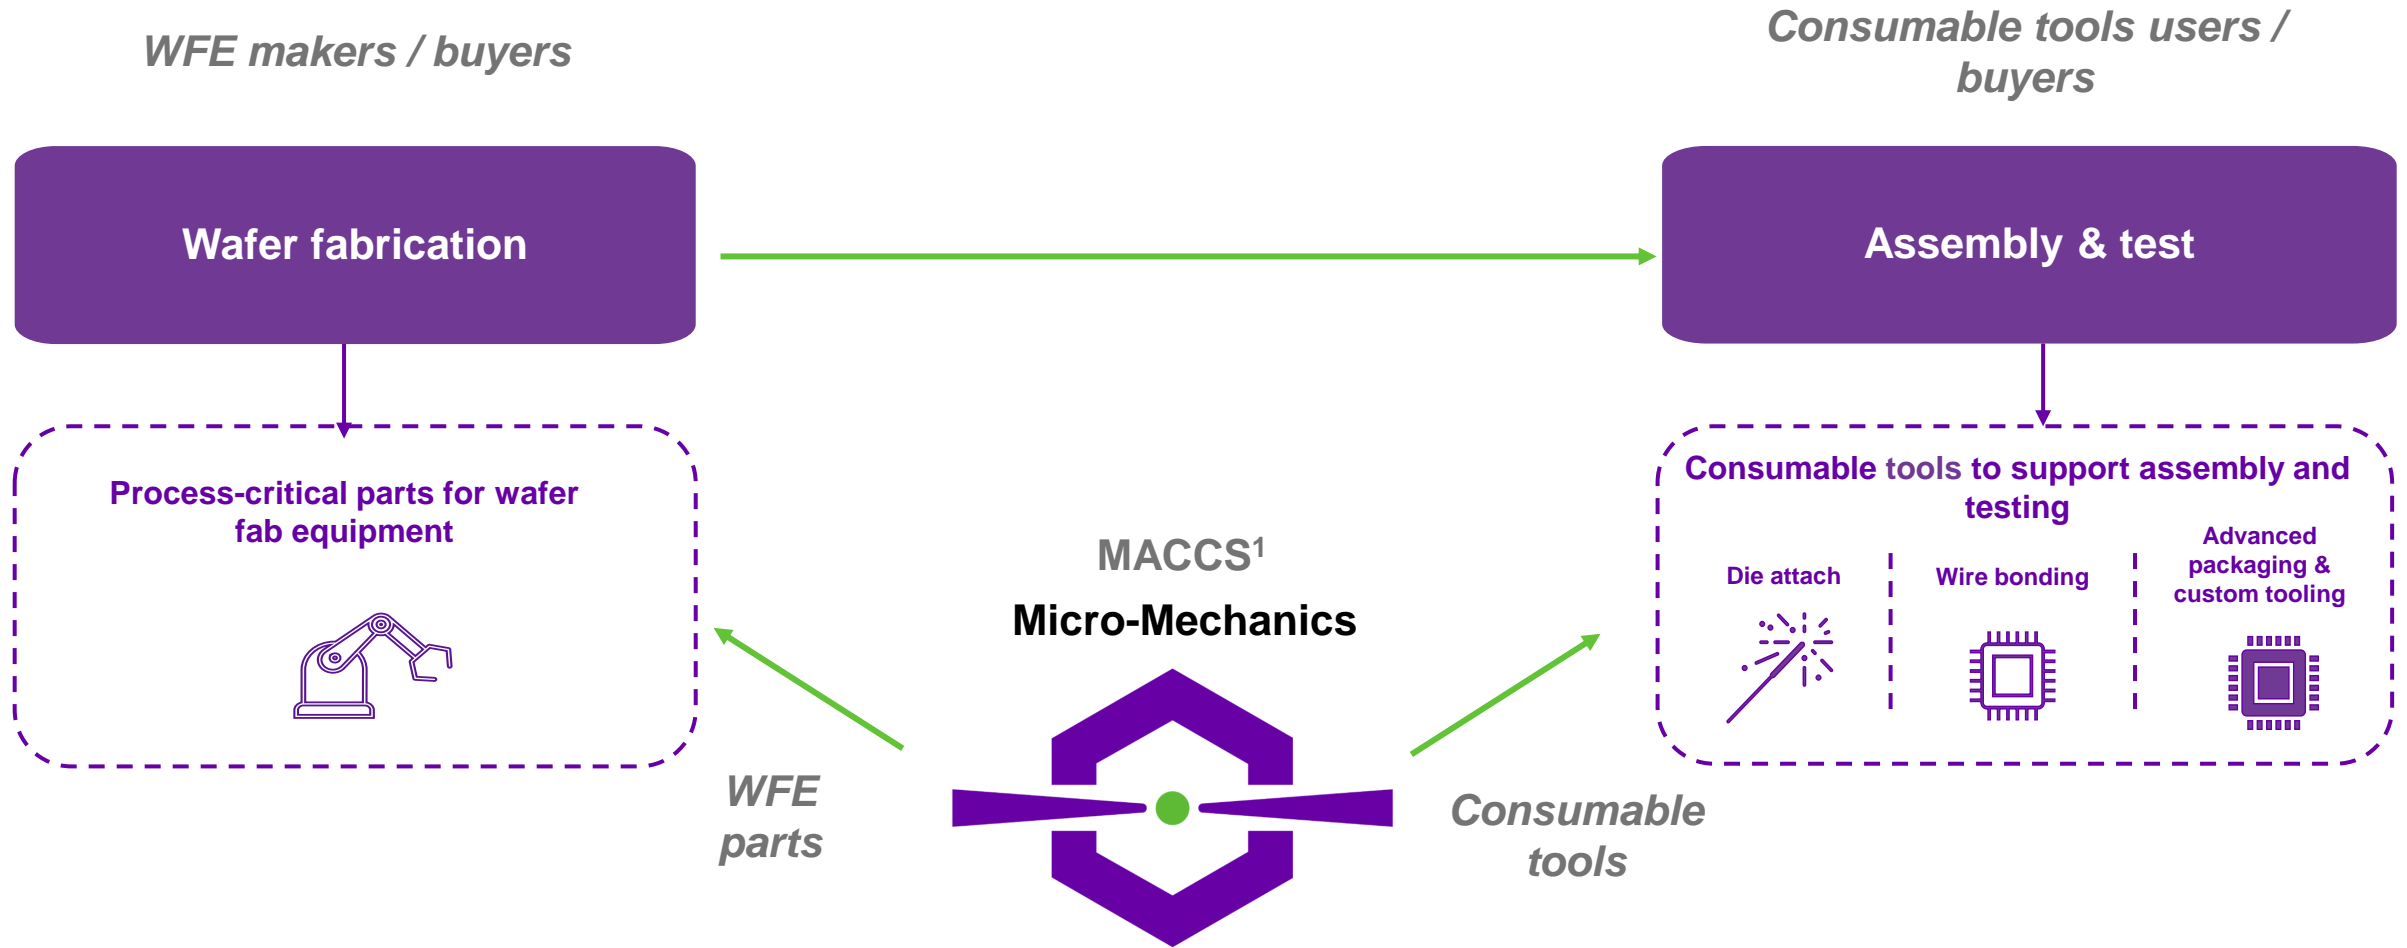 WFE makers / buyers
Consumable tools users /
buyers
Wafer fabrication
Assembly & test
Process-critical parts for wafer
fab equipment
Consumable tools to support assembly and
testing
Die attach
Wire bonding
Advanced
packaging &
custom tooling
MACCS¹
Micro-Mechanics
WFE
parts
Consumable
tools